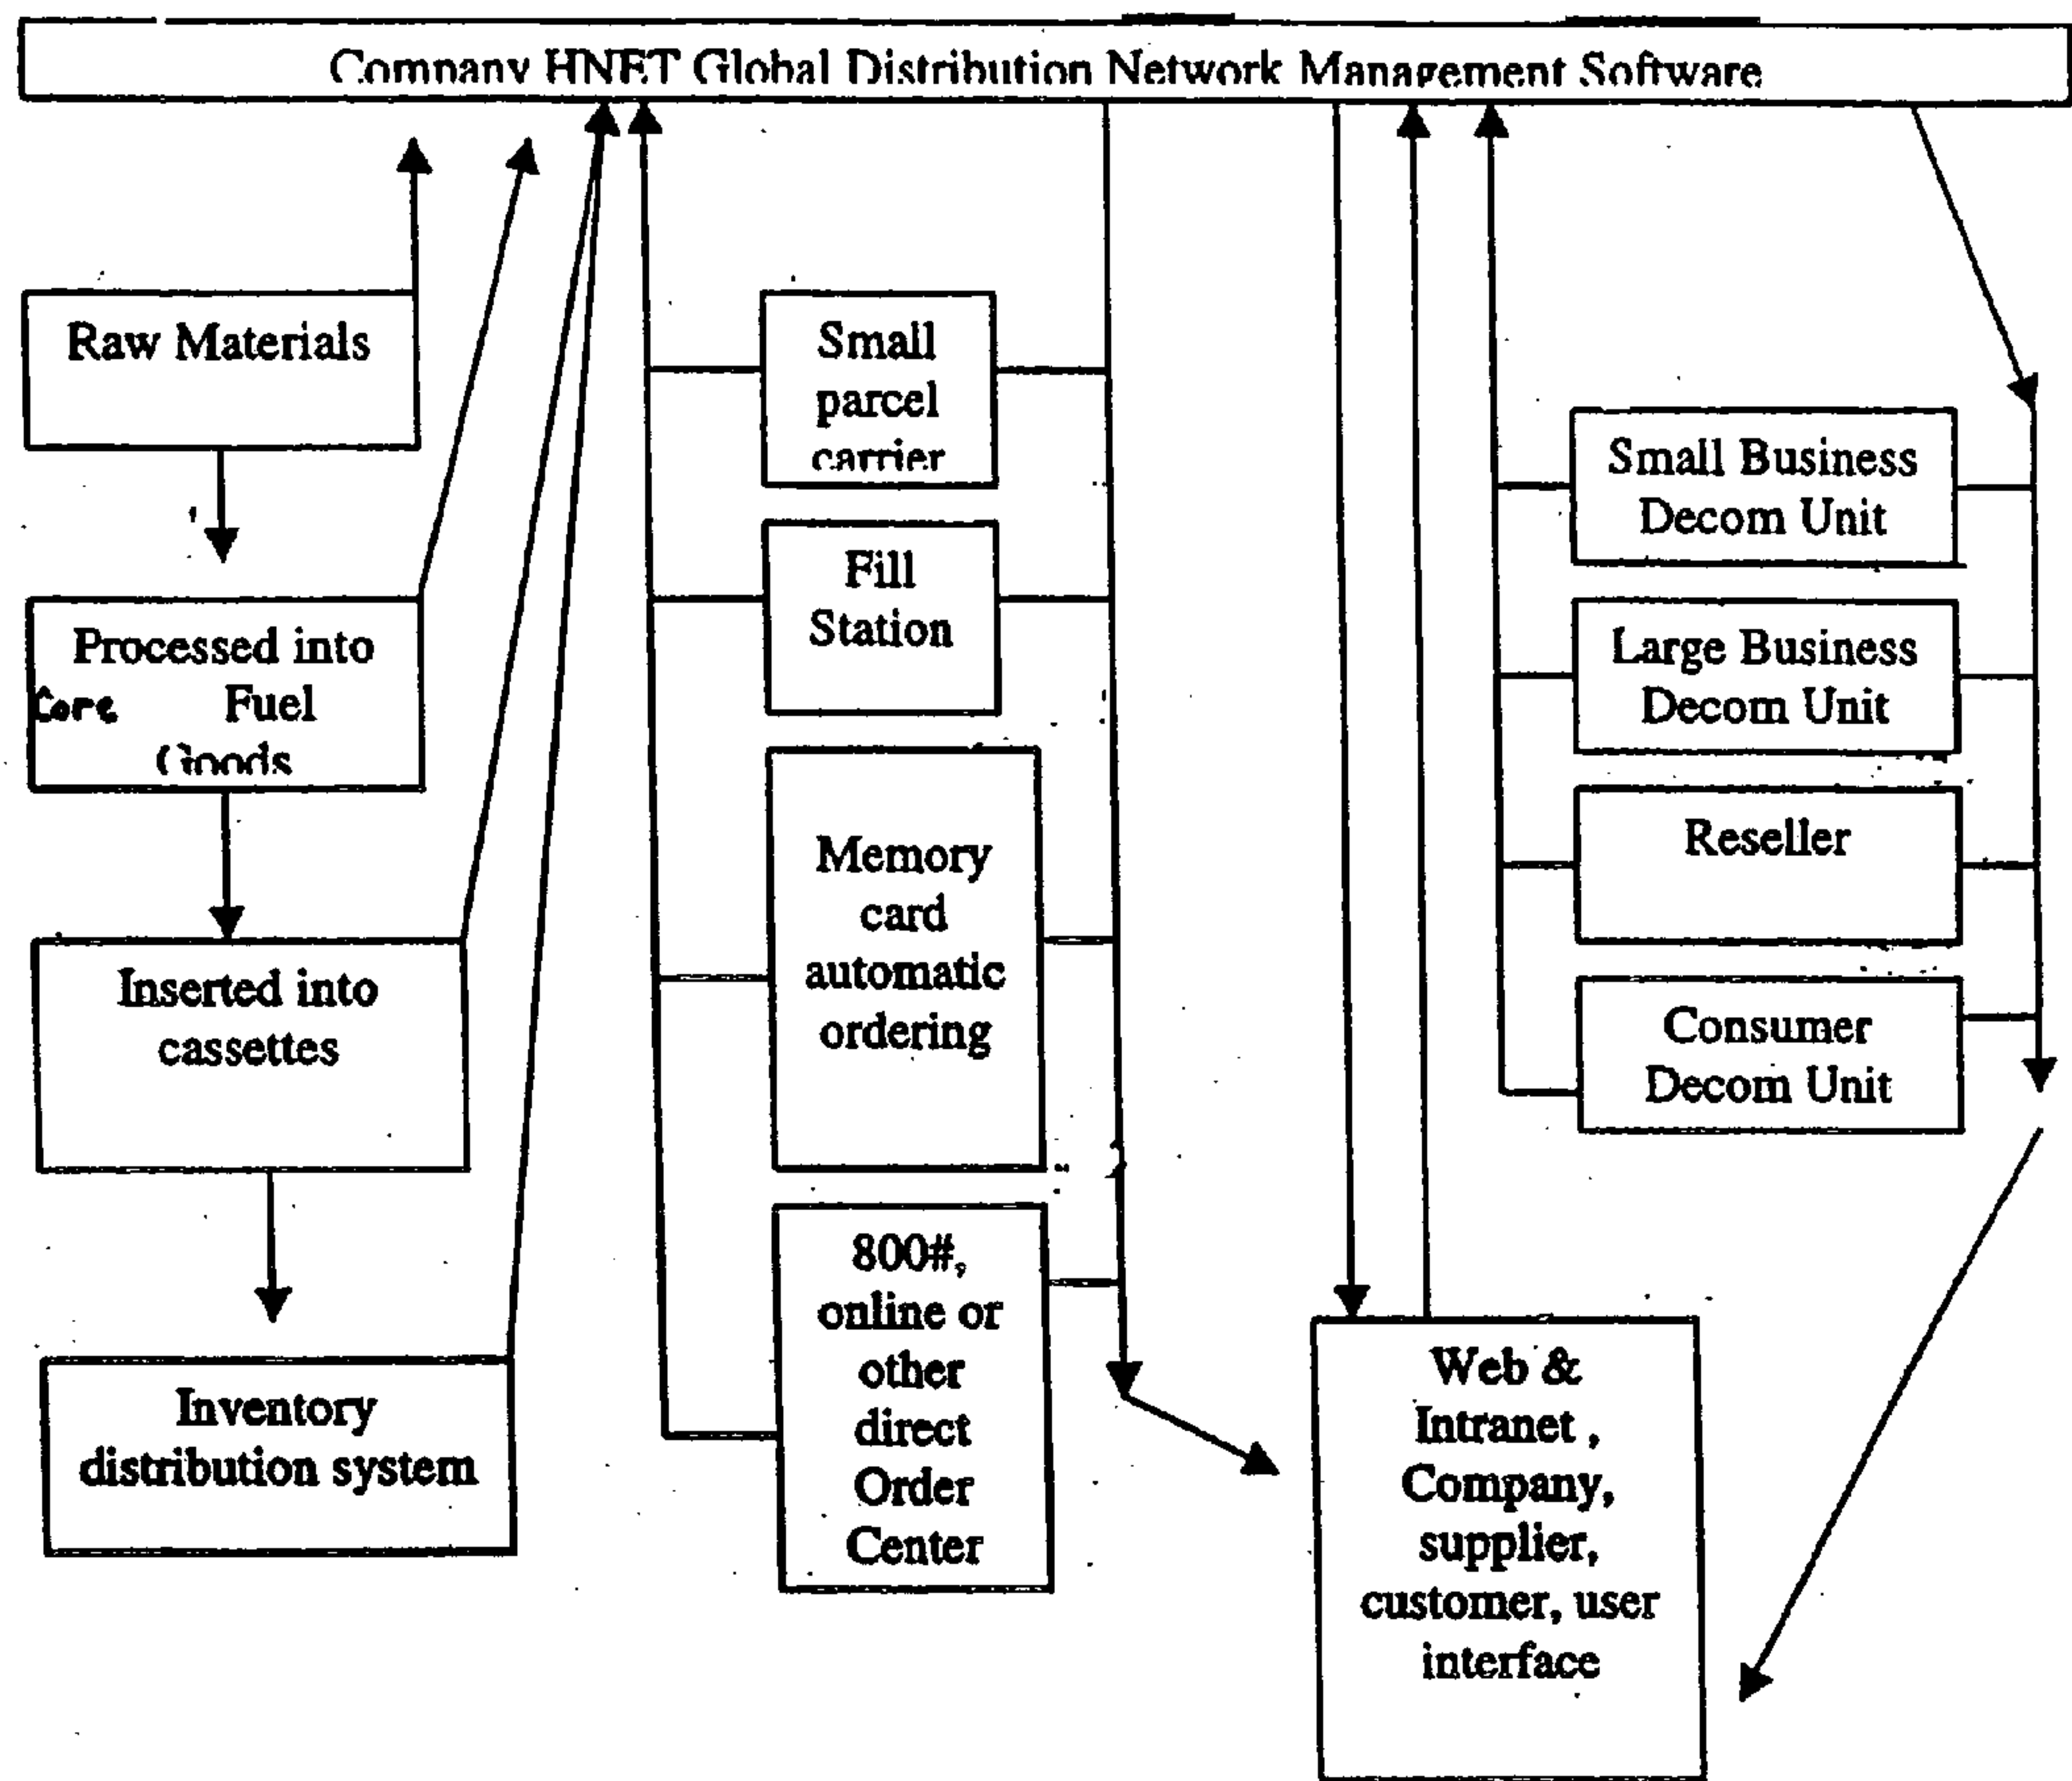 Company HNET Global Distribution Network Management Software
Raw Materials
Processed into
Core Fuel
Goods
Inserted into
cassettes
Inventory
distribution system
Small
parcel
carrier
Fill
Station
Memory
card
automatic
ordering
800#,
online or
other
direct
Order
Center
Web &
Intranet ,
Company,
supplier,
customer, user
interface
Small Business
Decom Unit
Large Business
Decom Unit
Reseller
Consumer
Decom Unit